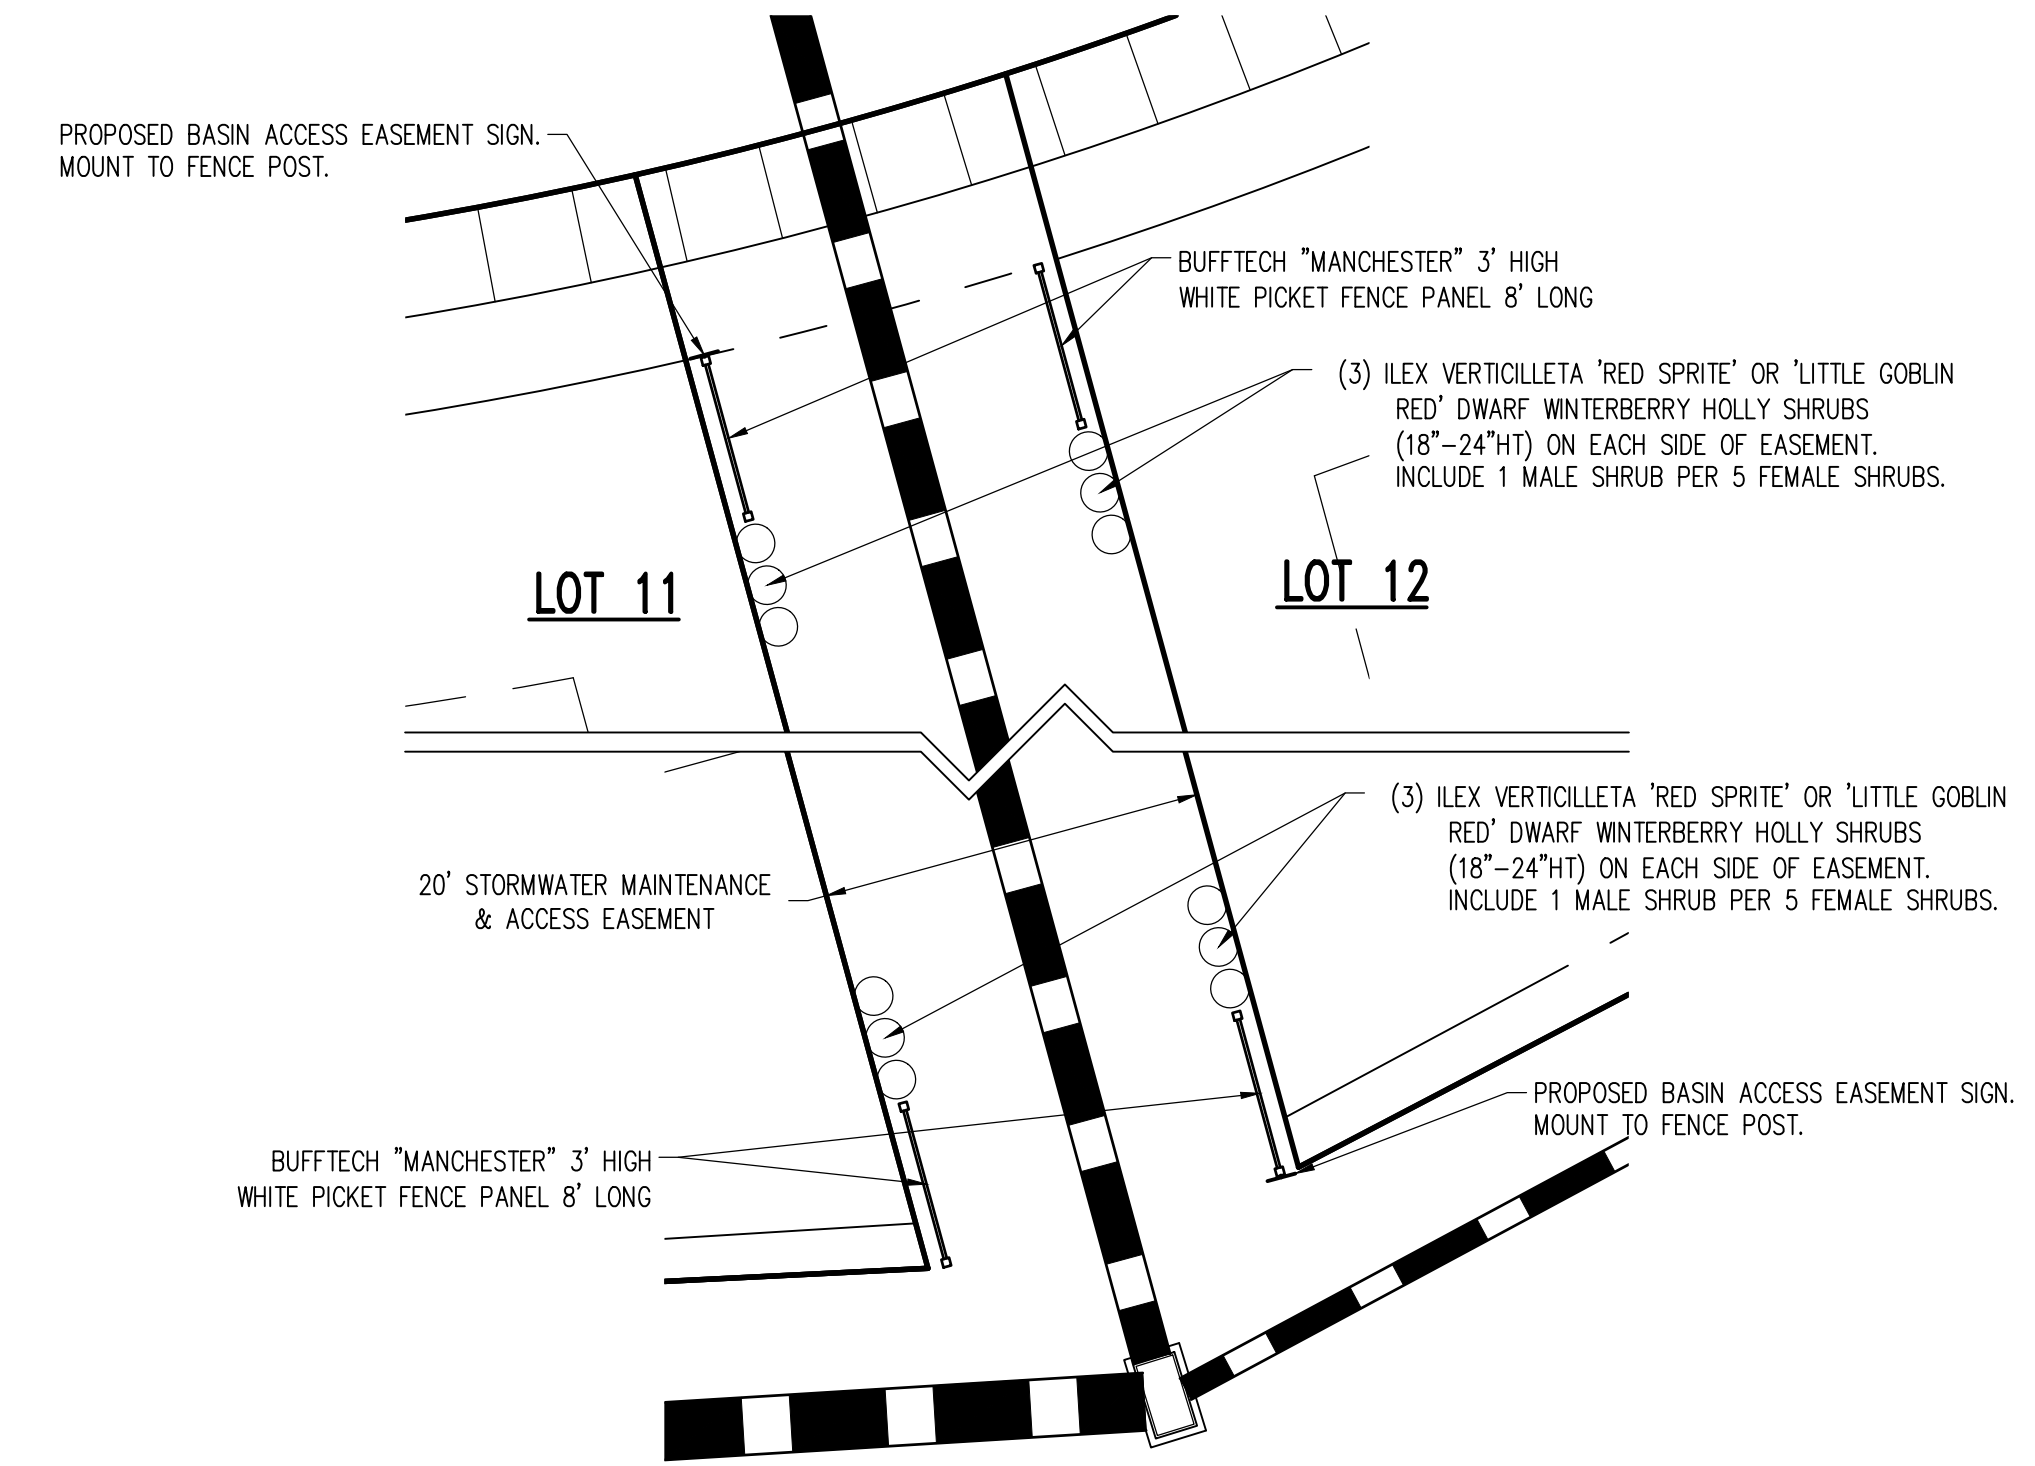 PROPOSED BASIN ACCESS EASEMENT SIGN.
MOUNT TO FENCE POST.
BUFFTECH "MANCHESTER" 3' HIGH
WHITE PICKET FENCE PANEL 8' LONG
(3) ILEX VERTICILLETA 'RED SPRITE' OR 'LITTLE GOBLIN
RED' DWARF WINTERBERRY HOLLY SHRUBS
(18"-24"HT) ON EACH SIDE OF EASEMENT.
INCLUDE 1 MALE SHRUB PER 5 FEMALE SHRUBS.
LOT 11
LOT 12
(3) ILEX VERTICILLETA 'RED SPRITE' OR 'LITTLE GOBLIN
RED' DWARF WINTERBERRY HOLLY SHRUBS
(18"-24"HT) ON EACH SIDE OF EASEMENT.
INCLUDE 1 MALE SHRUB PER 5 FEMALE SHRUBS.
20' STORMWATER MAINTENANCE
& ACCESS EASEMENT
PROPOSED BASIN ACCESS EASEMENT SIGN.
MOUNT TO FENCE POST.
BUFFTECH "MANCHESTER" 3' HIGH
WHITE PICKET FENCE PANEL 8' LONG